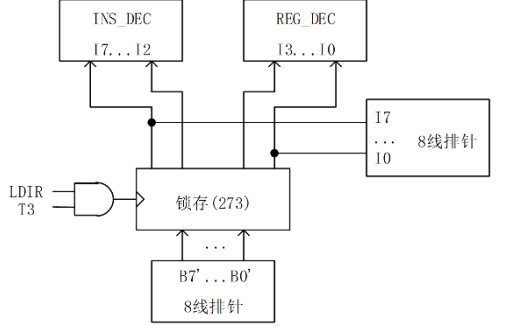 INS_DEC
I7...I2
REG_DEC
I3...I0
I7
... 8线排针
I0
LDIR
T3
锁存(273)
...
B7'...B0'
8线排针